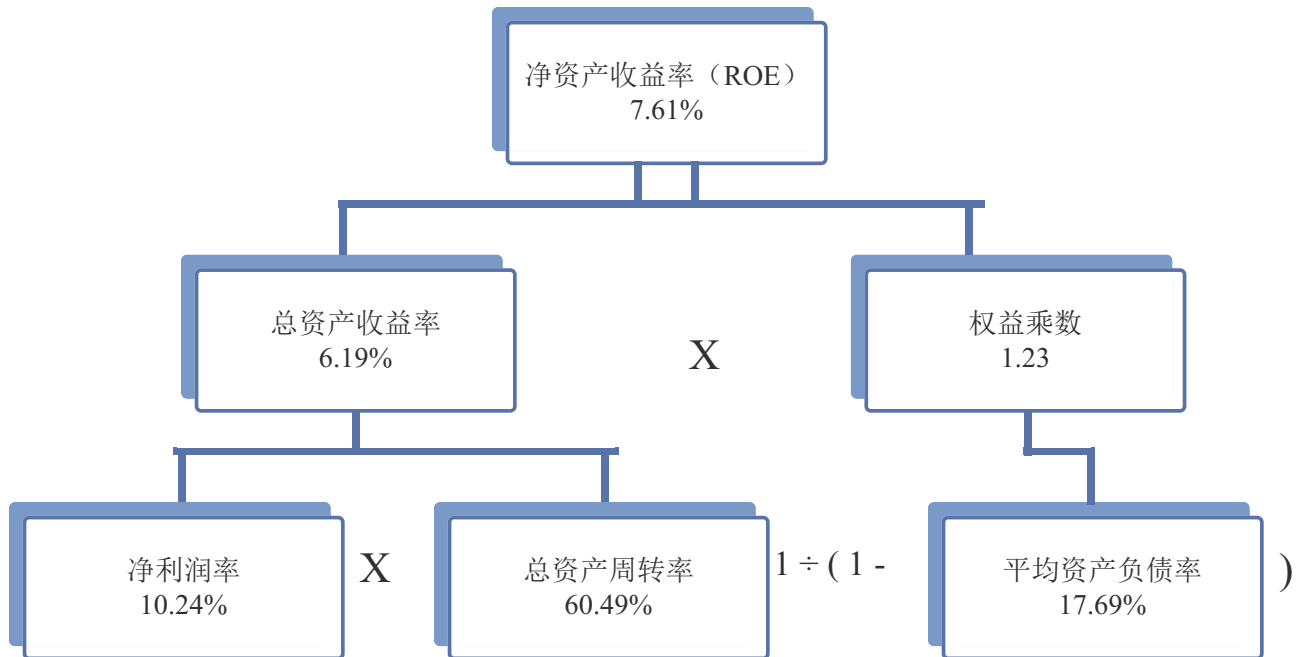 净资产收益率（ROE）
7.61%
总资产收益率
6.19%
X
权益乘数
1.23
净利润率
10.24%
X
总资产周转率
60.49%
1 ÷ ( 1 -
平均资产负债率
17.69%
)